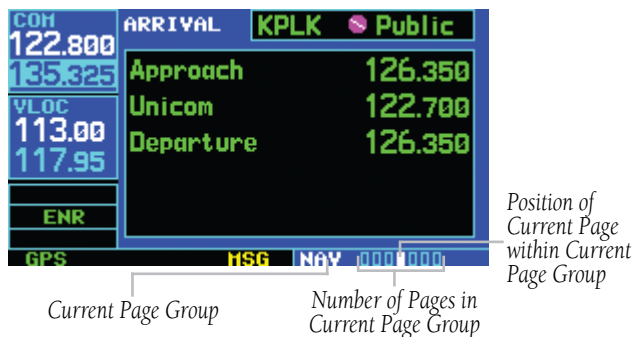 COM
122.800
135.325
VLOC
113.00
117.95
ENR
GPS
ARRIVAL KPLK Public
Approach 126.350
Unicom 122.700
Departure 126.350
MSG NAV
Position of
Current Page
within Current
Page Group
Current Page Group
Number of Pages in
Current Page Group